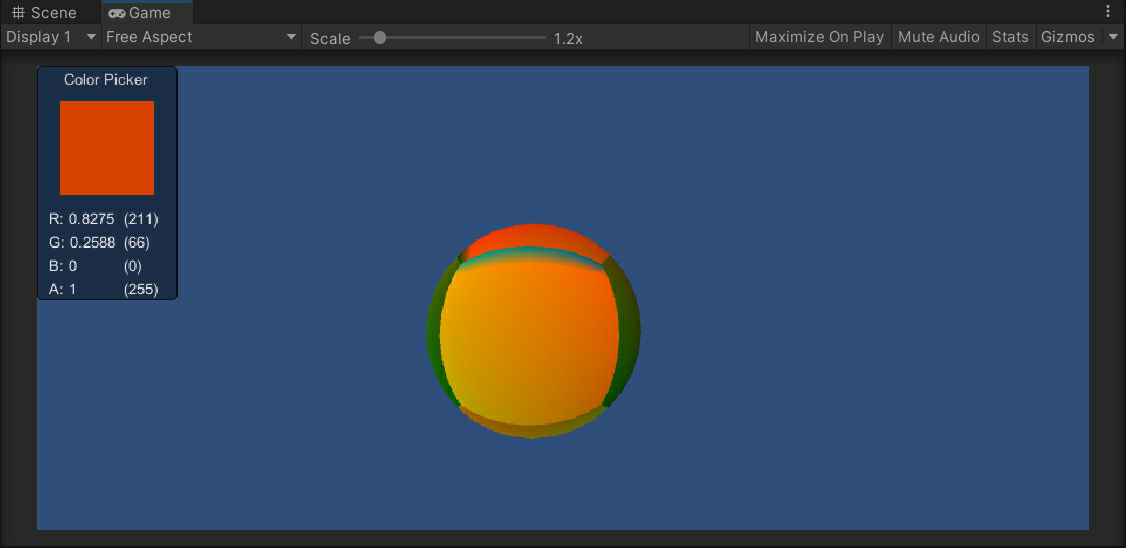 Scene Game
Display 1 Free Aspect Scale 1.2x Maximize On Play Mute Audio Stats Gizmos
Color Picker
R: 0.8275 (211)
G: 0.2588 (66)
B: 0 (0)
A: 1 (255)